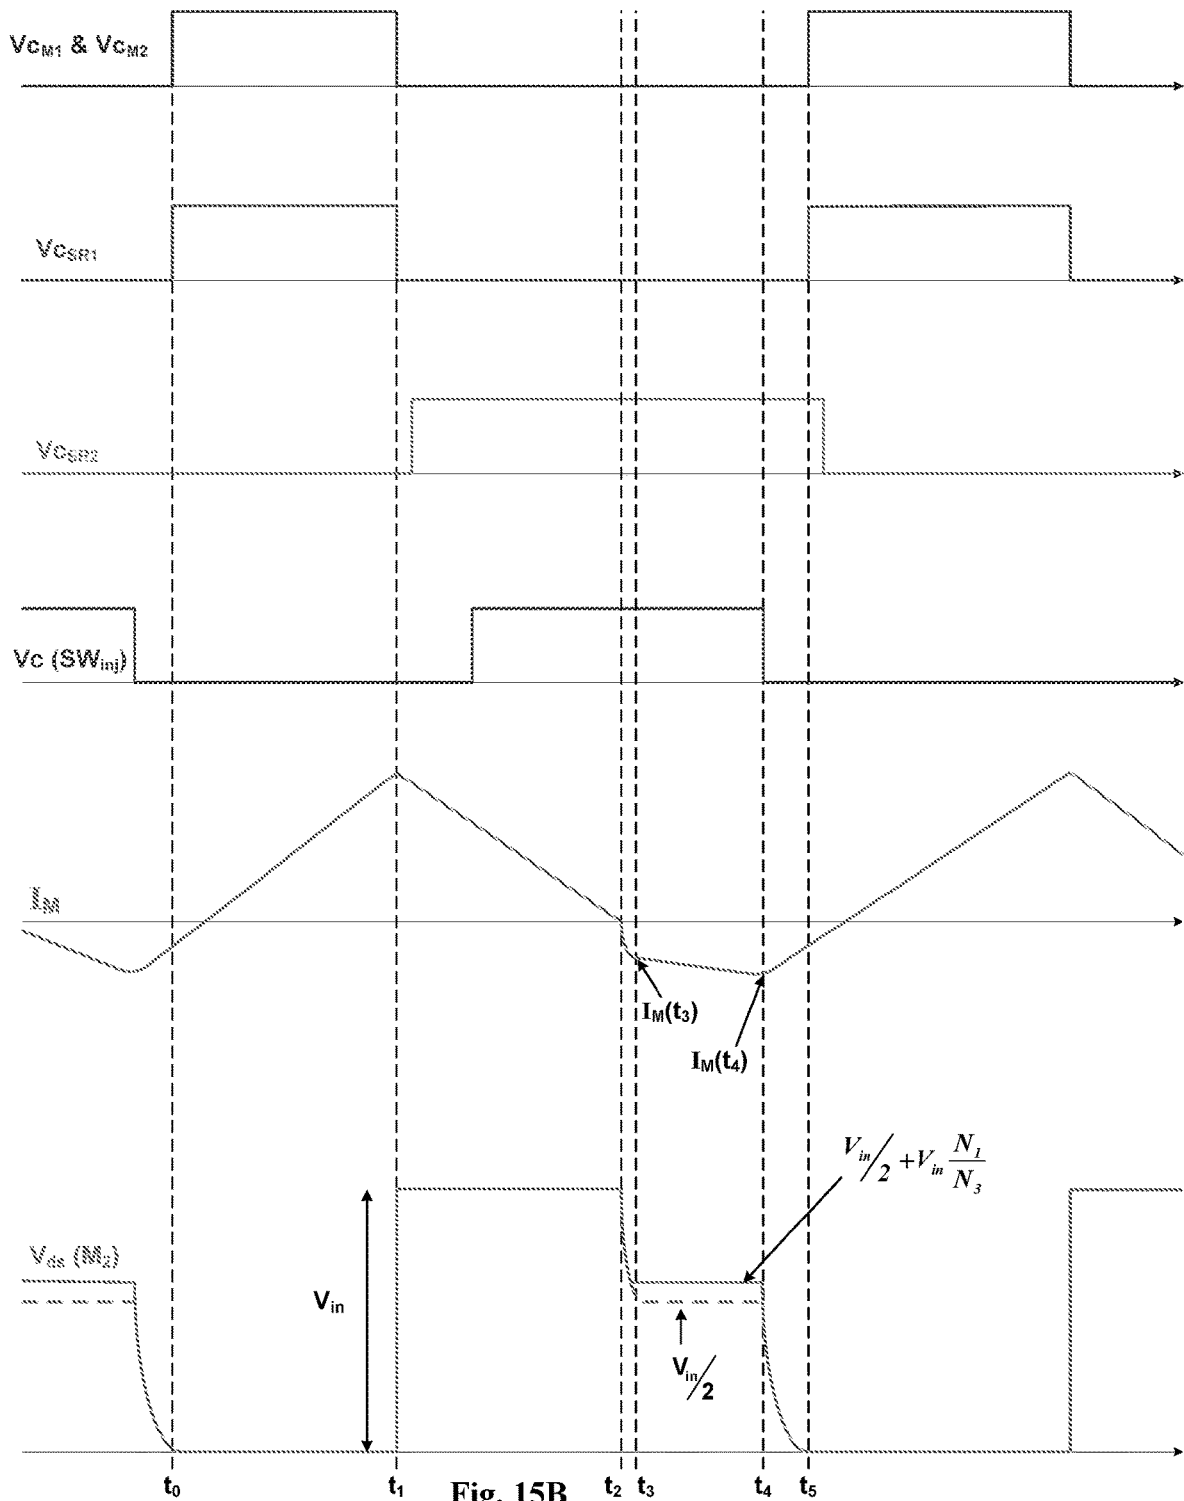 Vc_M1 & Vc_M2
Vc_SR1
Vc_SR2
Vc (SW_inj)
I_M
I_M(t_3)
I_M(t_4)
V_in/2 + V_in N_1/N_3
V_ds (M_2)
V_in
V_in/2
t_0 t_1 t_2 t_3 t_4 t_5
Fig. 15B